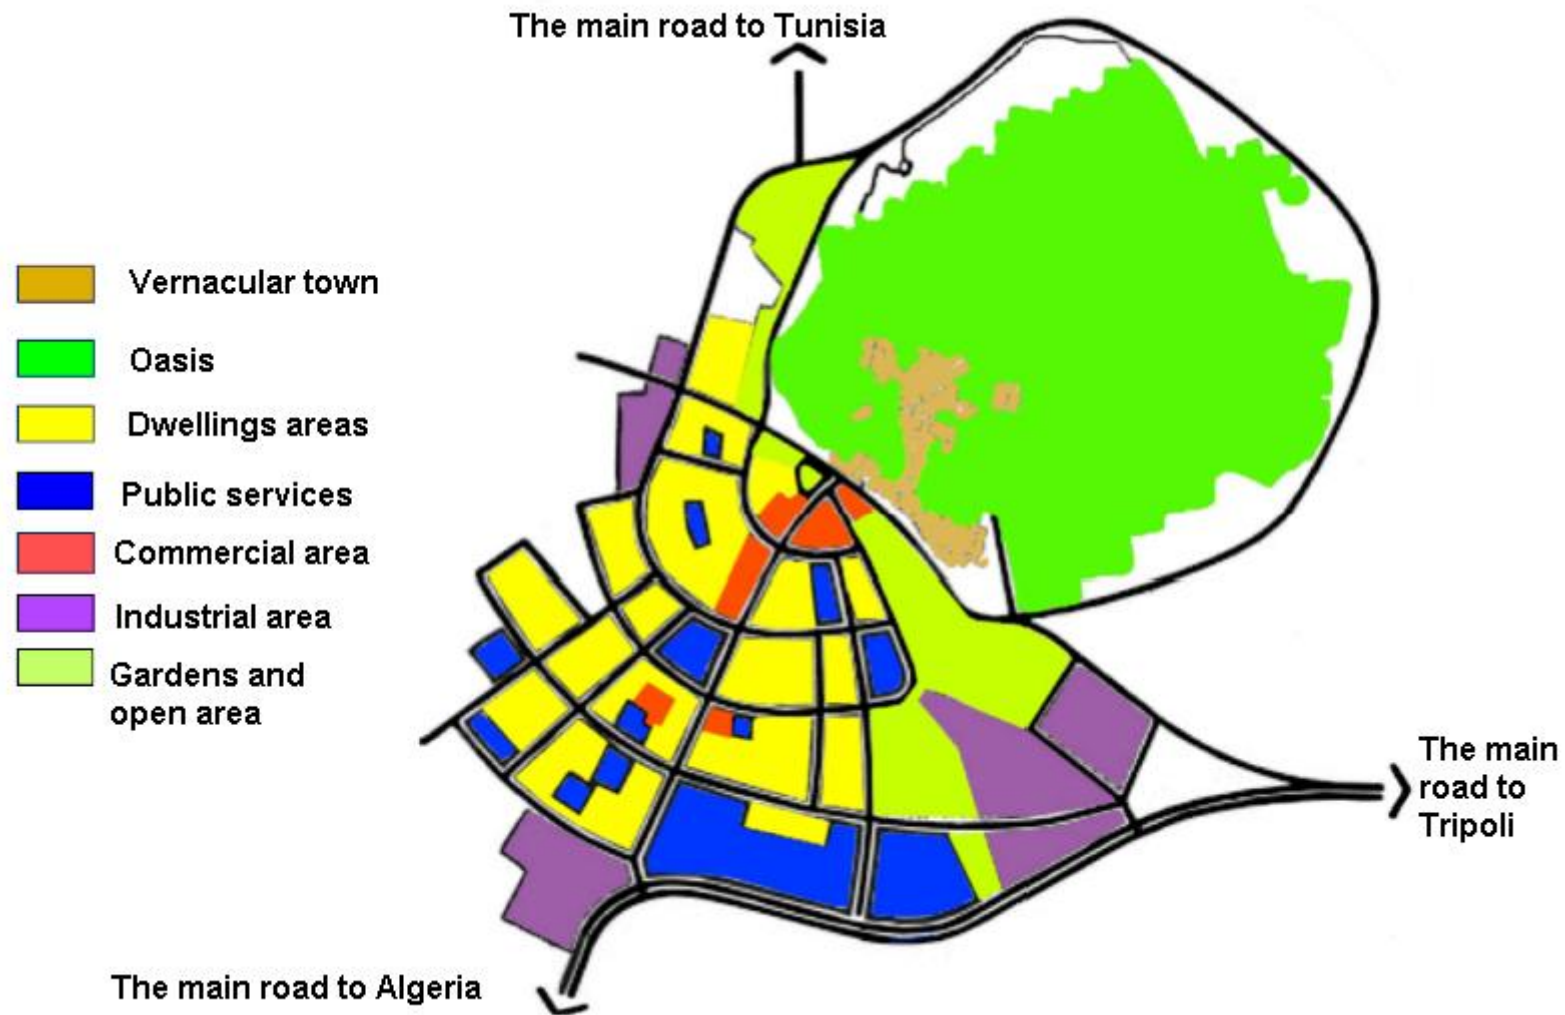 The main road to Tunisia
Vernacular town
Oasis
Dwellings areas
Public services
Commercial area
Industrial area
Gardens and
open area
The main
road to
Tripoli
The main road to Algeria